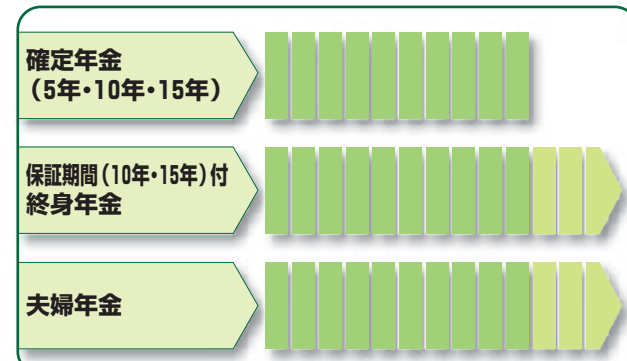 確定年金
（5年・10年・15年）
保証期間（10年・15年）付
終身年金
夫婦年金